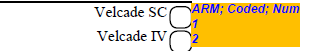 Velcade SC ARM; Coded; Num
1
Velcade IV 2